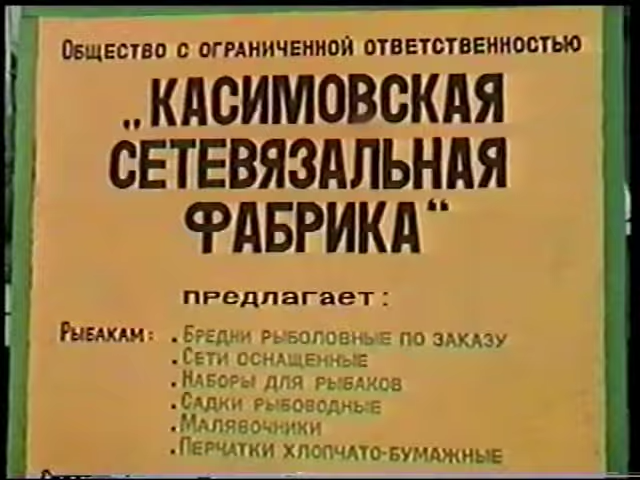 Общество с ограниченной ответственностью
„КАСИМОВСКАЯ
СЕТЕВЯЗАЛЬНАЯ
ФАБРИКА“
предлагает:
Рыбакам: . Бредни рыболовные по заказу
. Сети оснащенные
. Наборы для рыбаков
. Садки рыбоводные
. Малявочники
. Перчатки хлопчато-бумажные